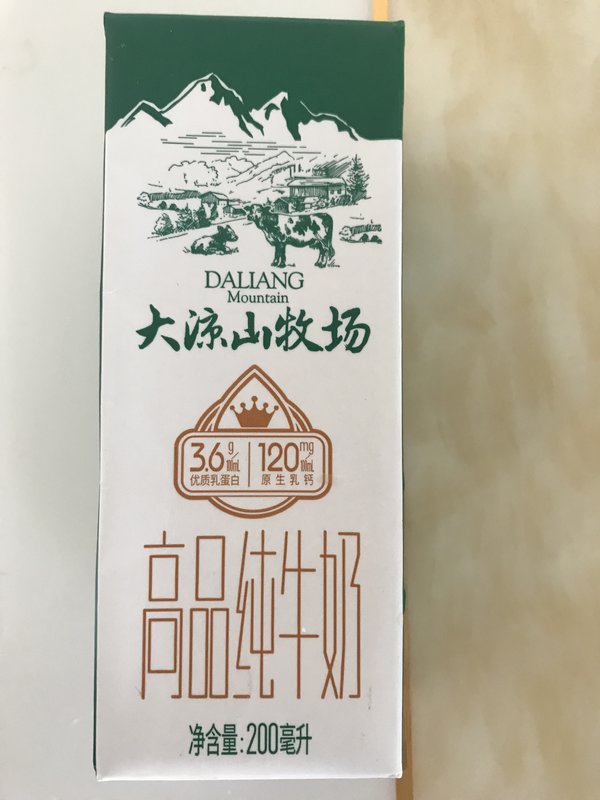 DALIANG
Mountain
大凉山牧场
3.6g/100mL 120mg/100mL
优质乳蛋白 原生乳钙
高品纯牛奶
净含量:200毫升